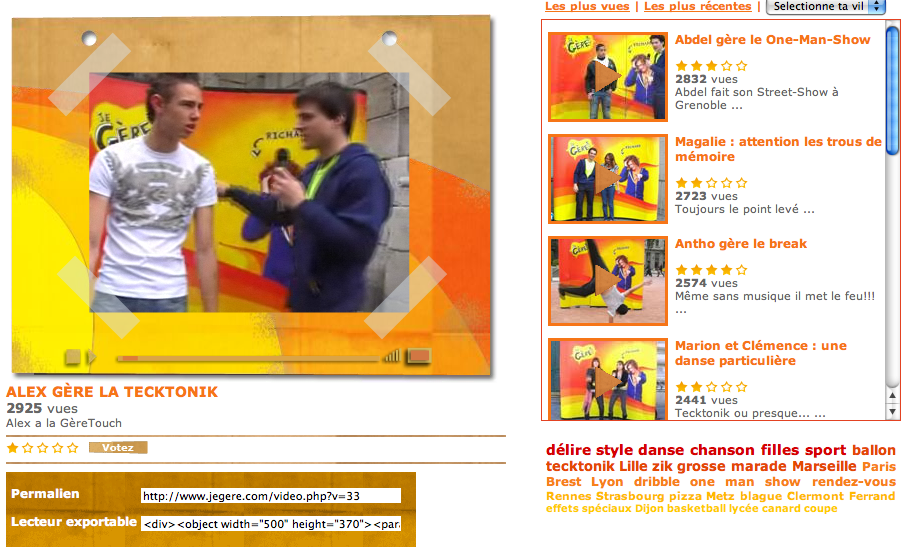 Les plus vues | Les plus récentes | Selectionne ta vil
JE GÈRE
RICHARD
ALEX GÈRE LA TECKTONIK
2925 vues
Alex a la GèreTouch
Votez
Permalien http://www.jegere.com/video.php?v=33
Lecteur exportable <div><object width="500" height="370"><par
Abdel gère le One-Man-Show
2832 vues
Abdel fait son Street-Show à
Grenoble ...
Magalie : attention les trous de
mémoire
2723 vues
Toujours le point levé ...
Antho gère le break
2574 vues
Même sans musique il met le feu!!!
...
Marion et Clémence : une
danse particulière
2441 vues
Tecktonik ou presque... ...
délire style danse chanson filles sport ballon
tecktonik Lille zik grosse marade Marseille Paris
Brest Lyon dribble one man show rendez-vous
Rennes Strasbourg pizza Metz blague Clermont Ferrand
effets spéciaux Dijon basketball lycée canard coupe